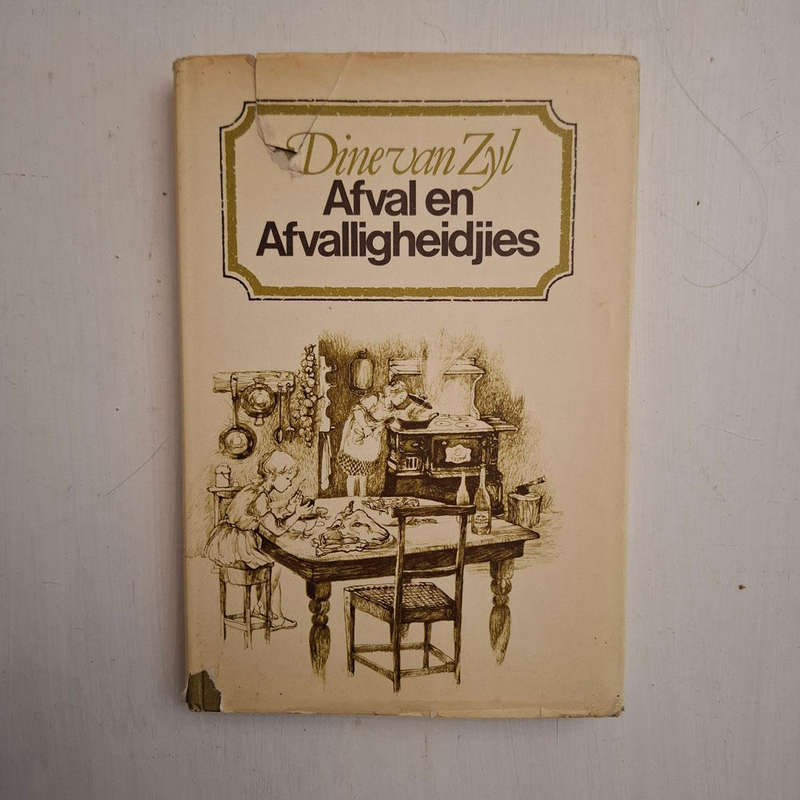 Dine van Zyl
Afval en
Afvalligheidjies